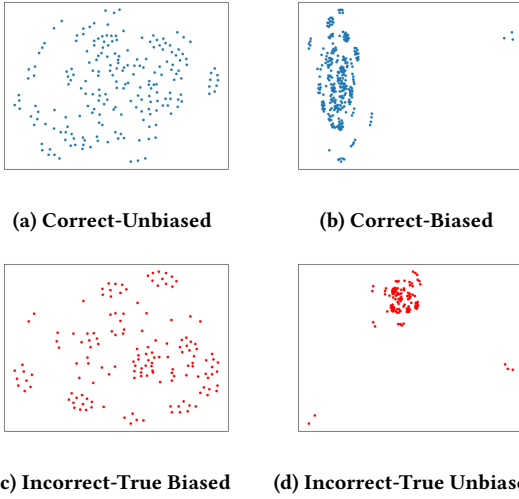 (a) Correct-Unbiased
(b) Correct-Biased
c) Incorrect-True Biased
(d) Incorrect-True Unbiase